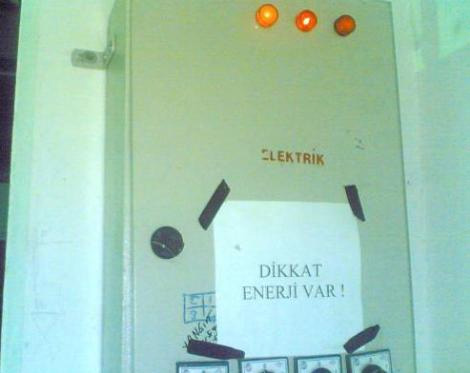 ELEKTRİK
DİKKAT
ENERJİ VAR !